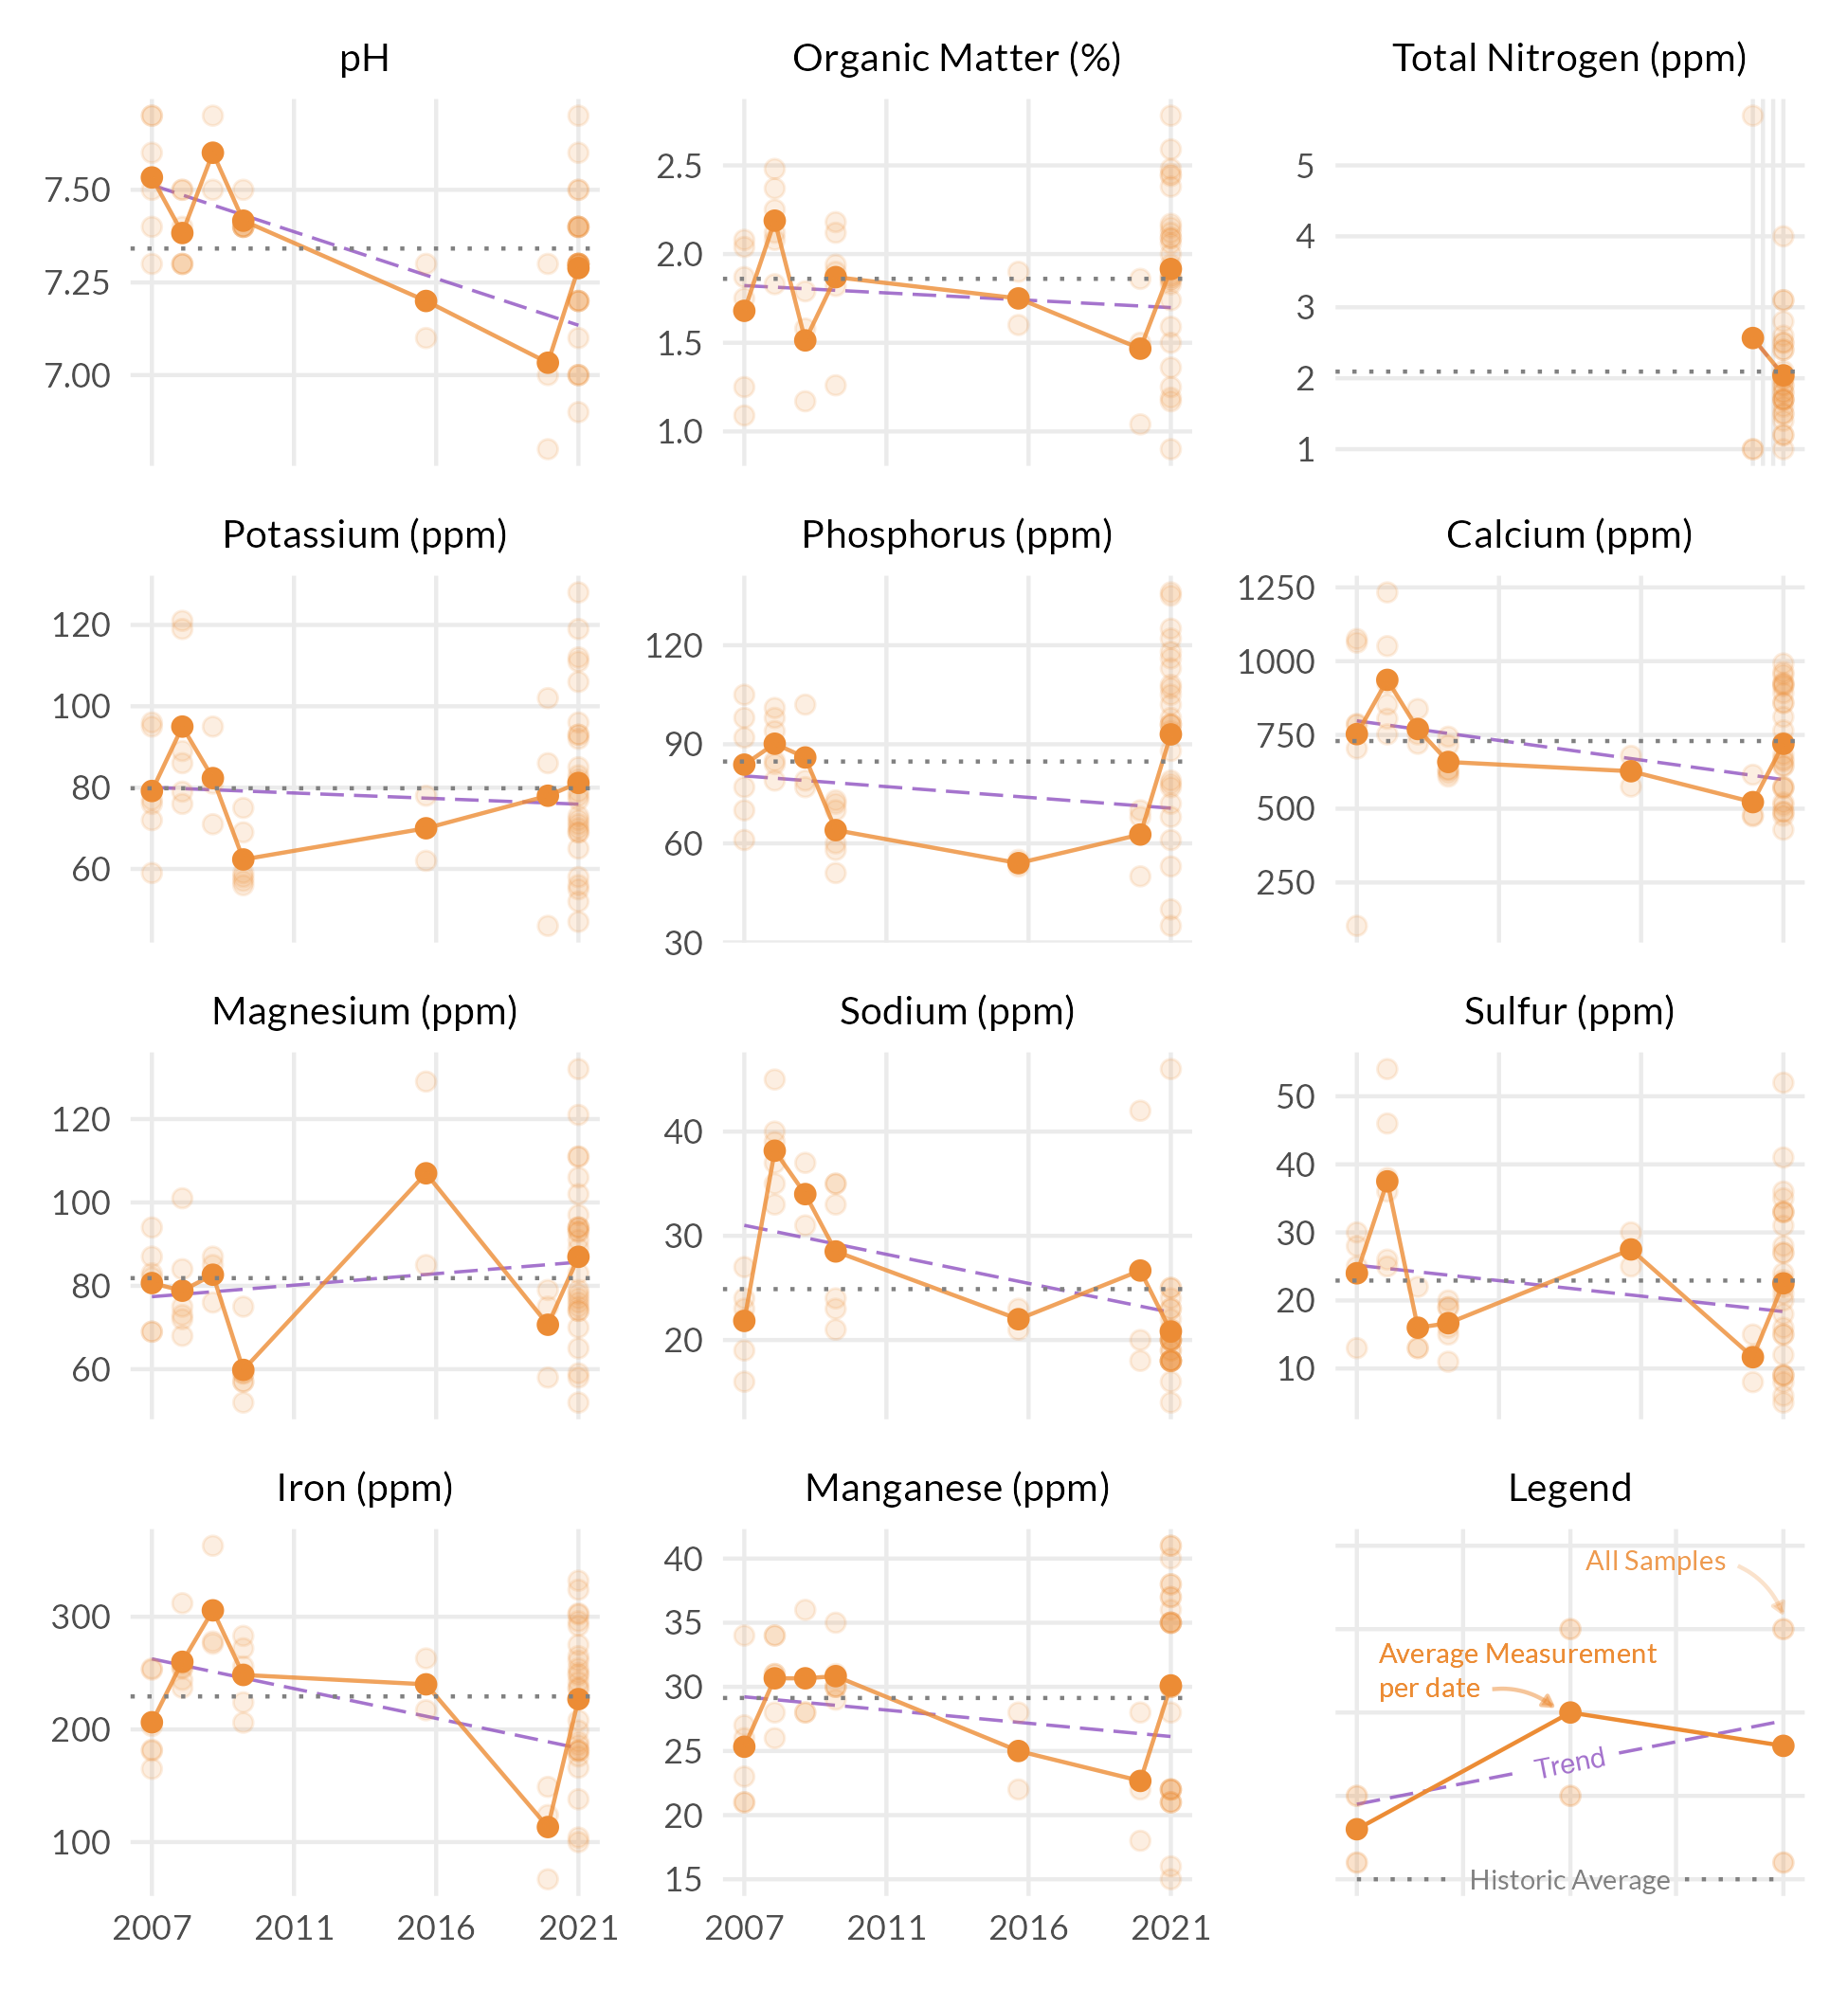 pH
Organic Matter (%)
Total Nitrogen (ppm)
7.50
7.25
7.00
2.5
2.0
1.5
1.0
5
4
3
2
1
Potassium (ppm)
Phosphorus (ppm)
Calcium (ppm)
120
100
80
60
120
90
60
30
1250
1000
750
500
250
Magnesium (ppm)
Sodium (ppm)
Sulfur (ppm)
120
100
80
60
40
30
20
50
40
30
20
10
Iron (ppm)
Manganese (ppm)
Legend
300
200
100
40
35
30
25
20
15
All Samples
Average Measurement
per date
Trend
Historic Average
2007 2011 2016 2021
2007 2011 2016 2021